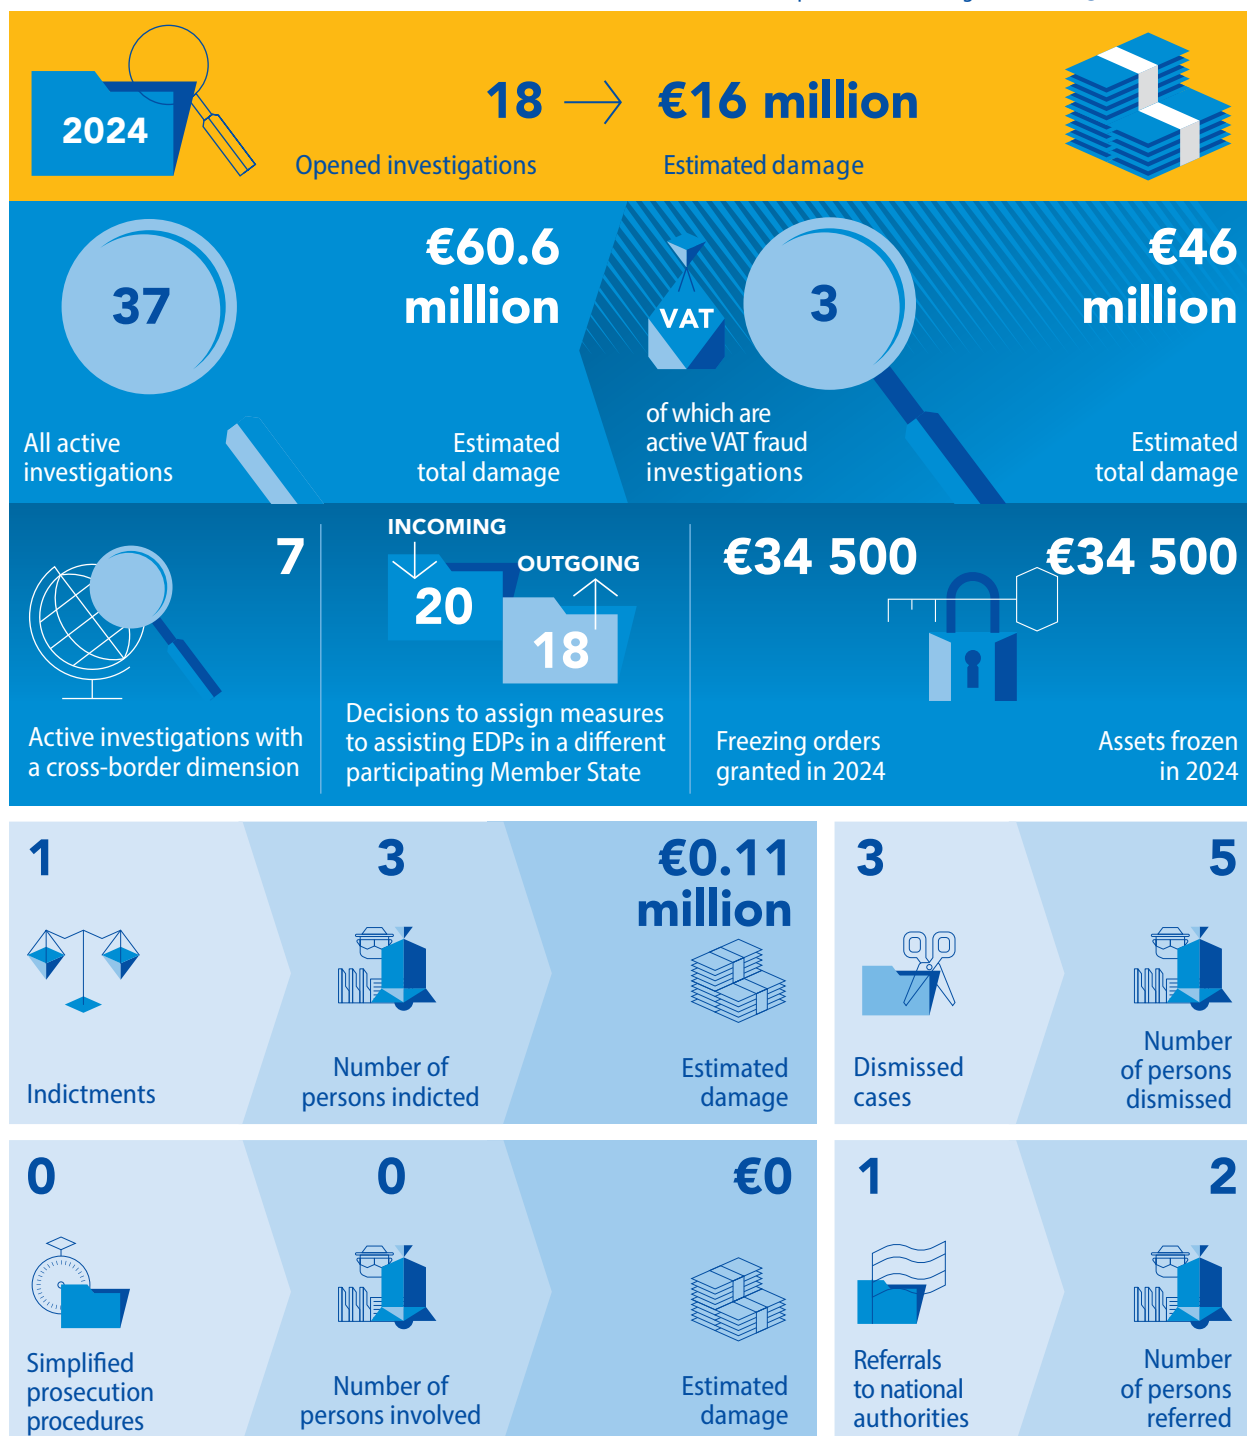 2024
18
€16 million
Opened investigations
Estimated damage
37
€60.6
million
All active
investigations
Estimated
total damage
VAT
3
€46
million
of which are
active VAT fraud
investigations
Estimated
total damage
7
Active investigations with
a cross-border dimension
INCOMING
20
OUTGOING
18
Decisions to assign measures
to assisting EDPs in a different
participating Member State
€34 500
Freezing orders
granted in 2024
€34 500
Assets frozen
in 2024
1
Indictments
3
Number of
persons indicted
€0.11
million
Estimated
damage
3
Dismissed
cases
5
Number
of persons
dismissed
0
Simplified
prosecution
procedures
0
Number of
persons involved
€0
Estimated
damage
1
Referrals
to national
authorities
2
Number
of persons
referred